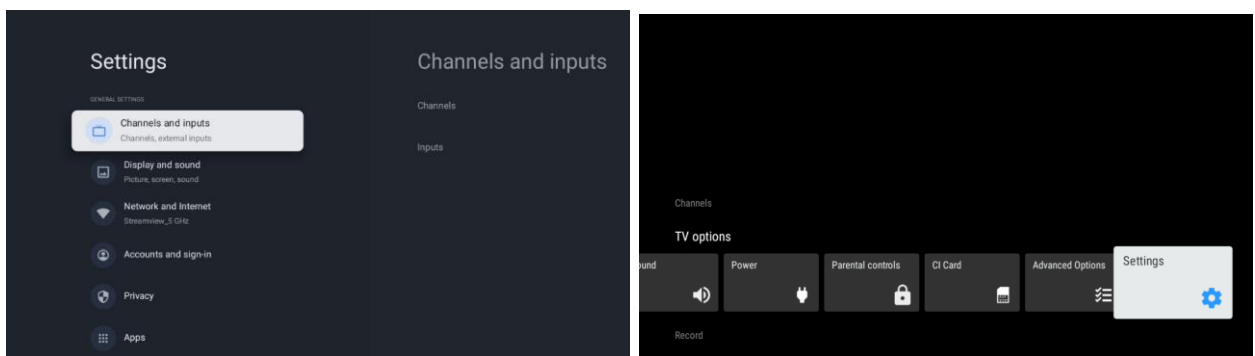 Settings
GENERAL SETTINGS
Channels and inputs
Channels, external inputs
Display and sound
Picture, screen, sound
Network and Internet
Streamview_5 GHz
Accounts and sign-in
Privacy
Apps
Channels and inputs
Channels
Inputs
Channels
TV options
ound
Power
Parental controls
CI Card
Advanced Options
Settings
Record